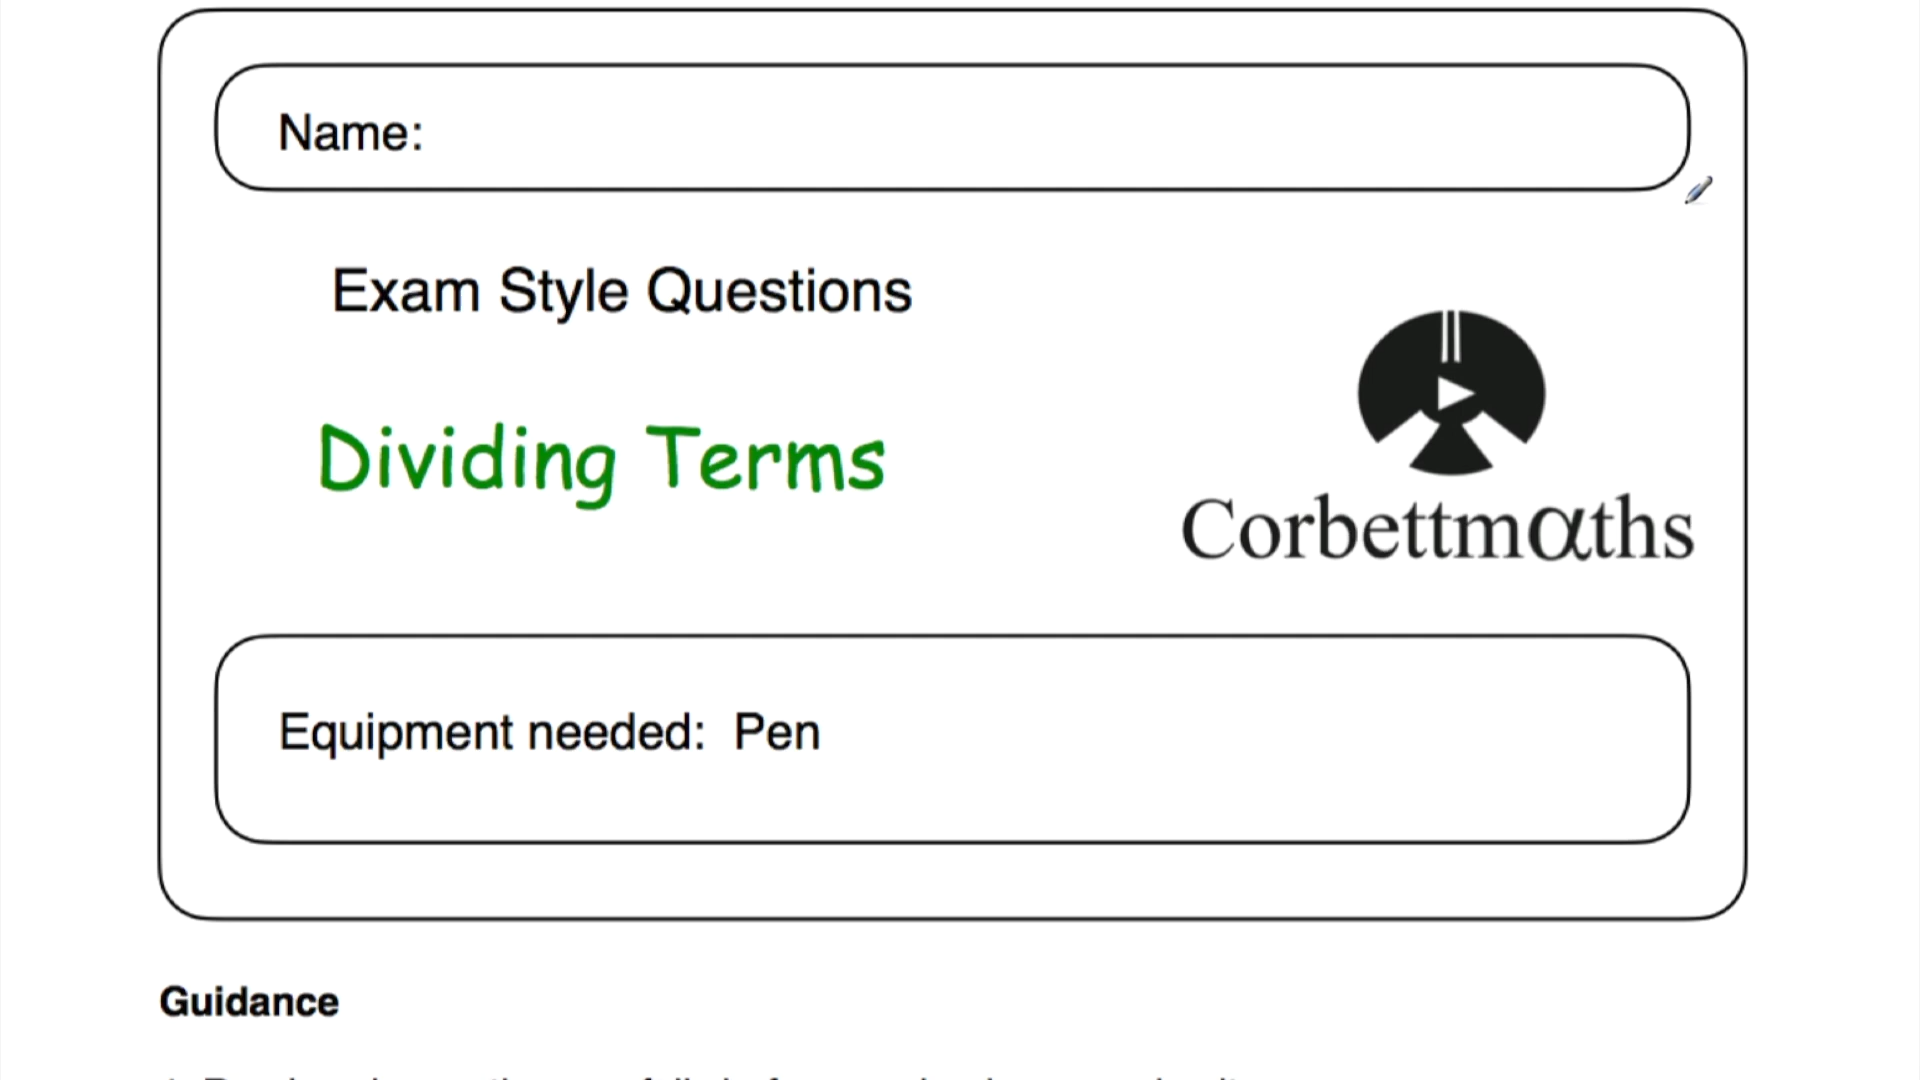 Name:
Exam Style Questions
Dividing Terms
Corbettmαths
Equipment needed:  Pen
Guidance